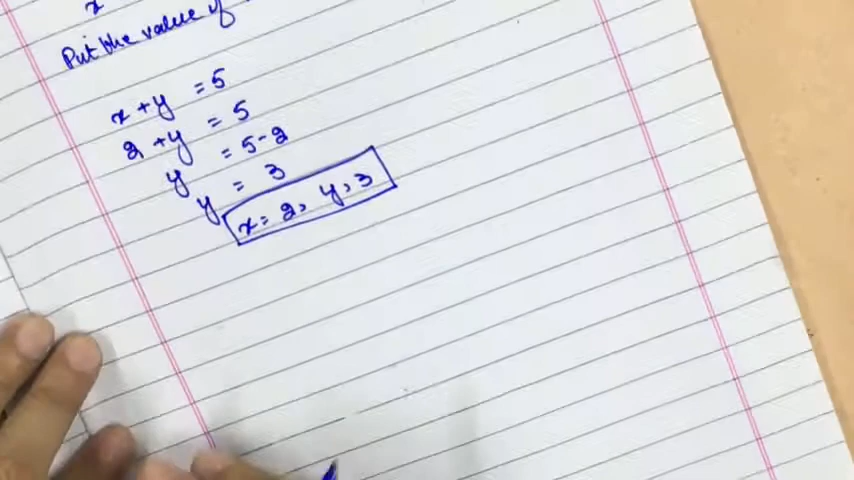 x
Put the value of
x + y = 5
2 + y = 5
y = 5 - 2
y = 3
x = 2, y, 3